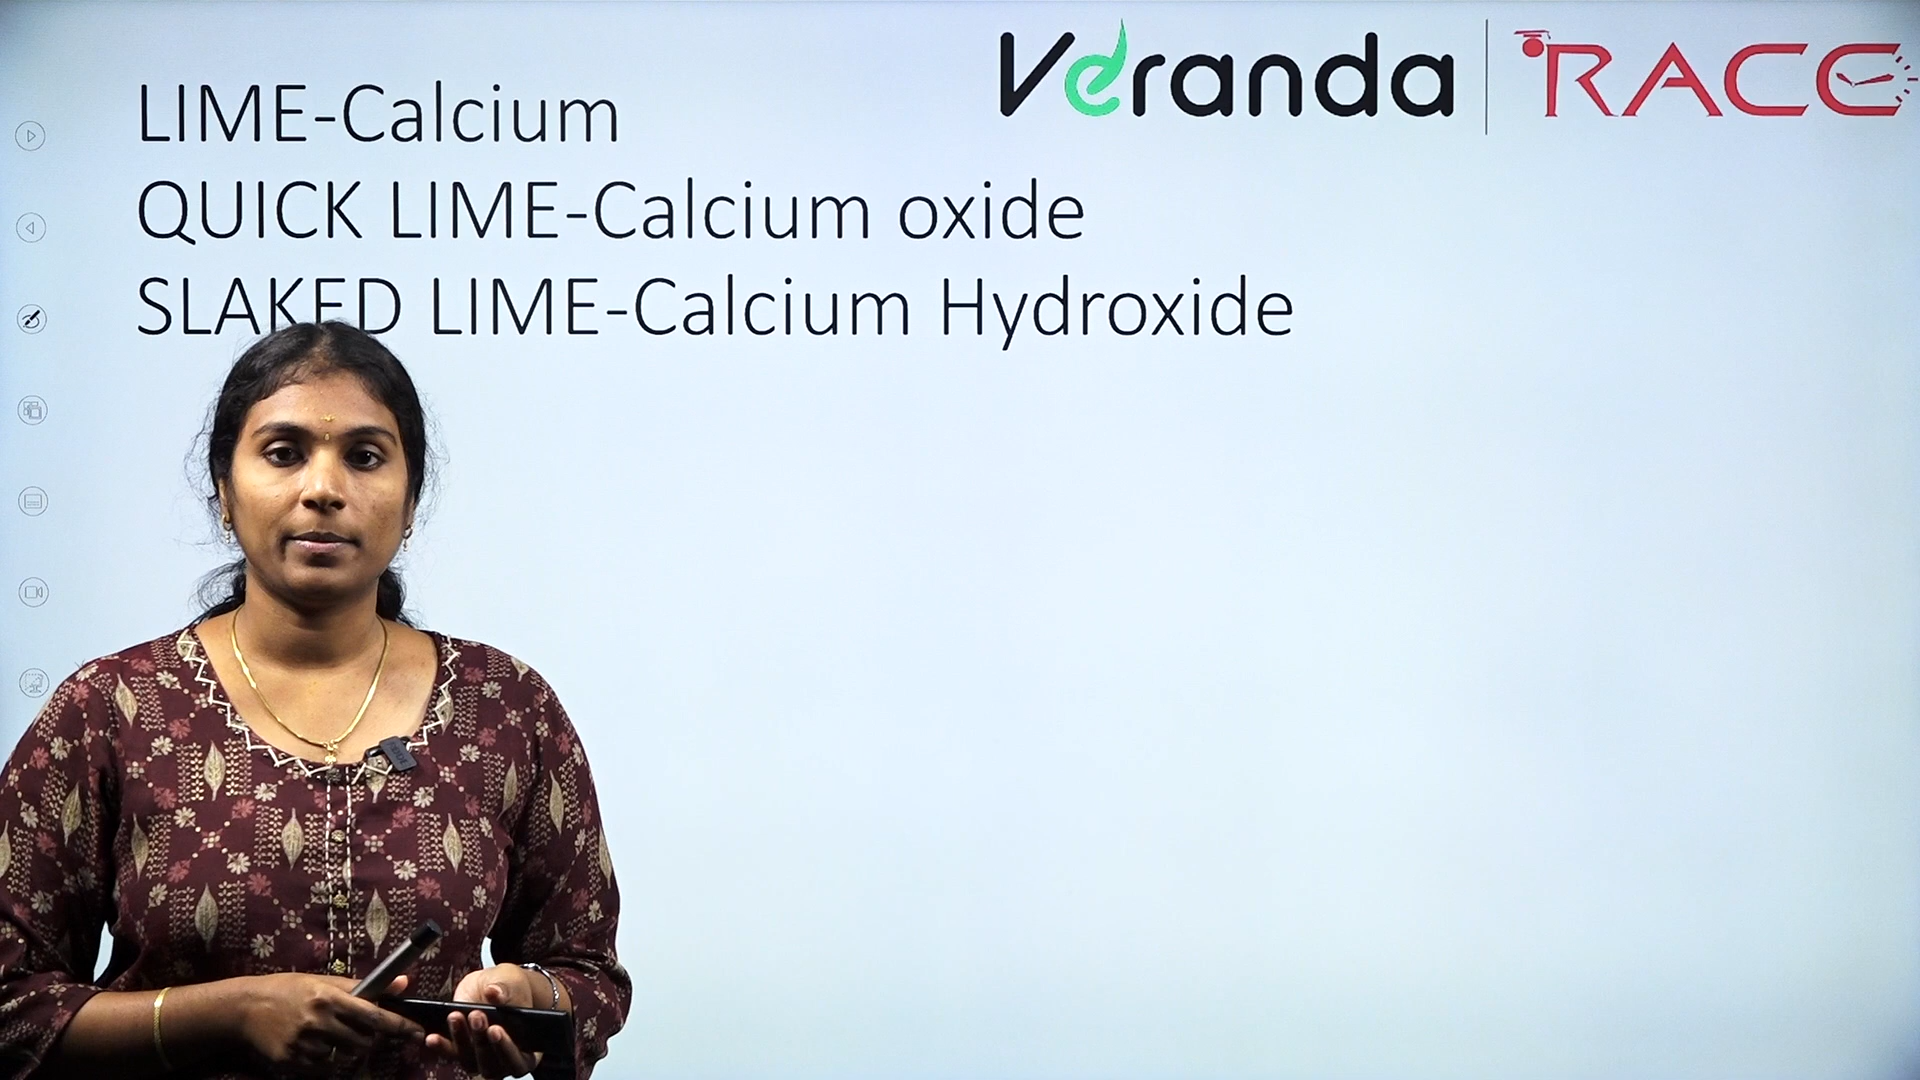 Veranda RACE
LIME-Calcium
QUICK LIME-Calcium oxide
SLAKED LIME-Calcium Hydroxide